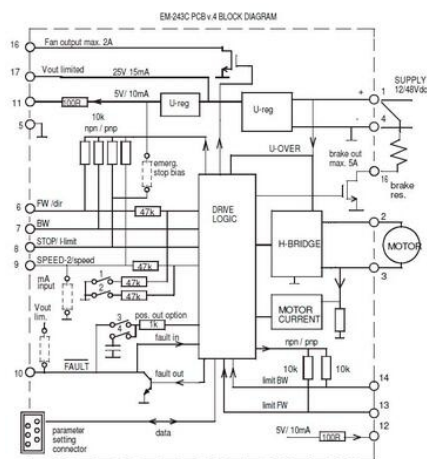 EM-243C PCB v.4 BLOCK DIAGRAM
16 Fan output max. 2A
17 Vout limited 25V 15mA
SUPPLY
12/48Vdc
+ 1
11 100R 5V/ 10mA U-reg U-reg
- 4
5
10k
npn / pnp
U-OVER
brake out
max. 5A
emerg.
stop bias
16
brake
res.
6 FW /dir 47k
DRIVE
LOGIC
7 BW
H-BRIDGE
2
MOTOR
8 STOP/ I-limit
9 SPEED-2/speed 47k
3
mA
input
1 47k
2 47k
MOTOR
CURRENT
Vout
lim.
pos. out option
3 1k
4
fault in
npn / pnp
10k 10k
10 FAULT
fault out
limit BW 14
limit FW 13
parameter
setting
connector
data
5V/ 10mA 100R 12